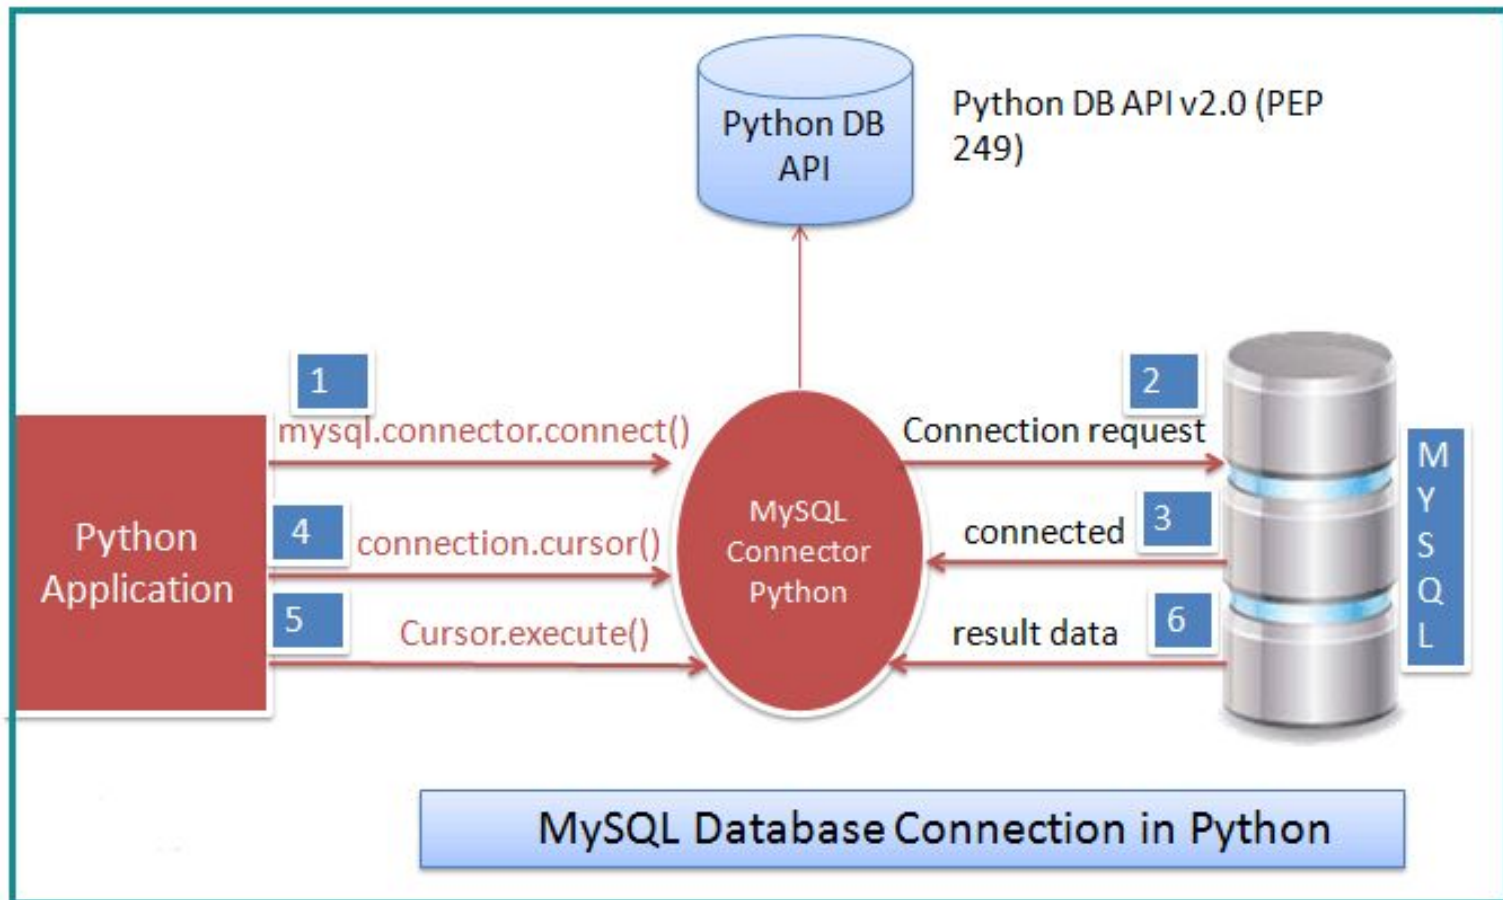 Python DB
API
Python DB API v2.0 (PEP
249)
1
mysql.connector.connect()
2
Connection request
4
connection.cursor()
3
connected
5
Cursor.execute()
6
result data
Python
Application
MySQL
Connector
Python
M
Y
S
Q
L
MySQL Database Connection in Python